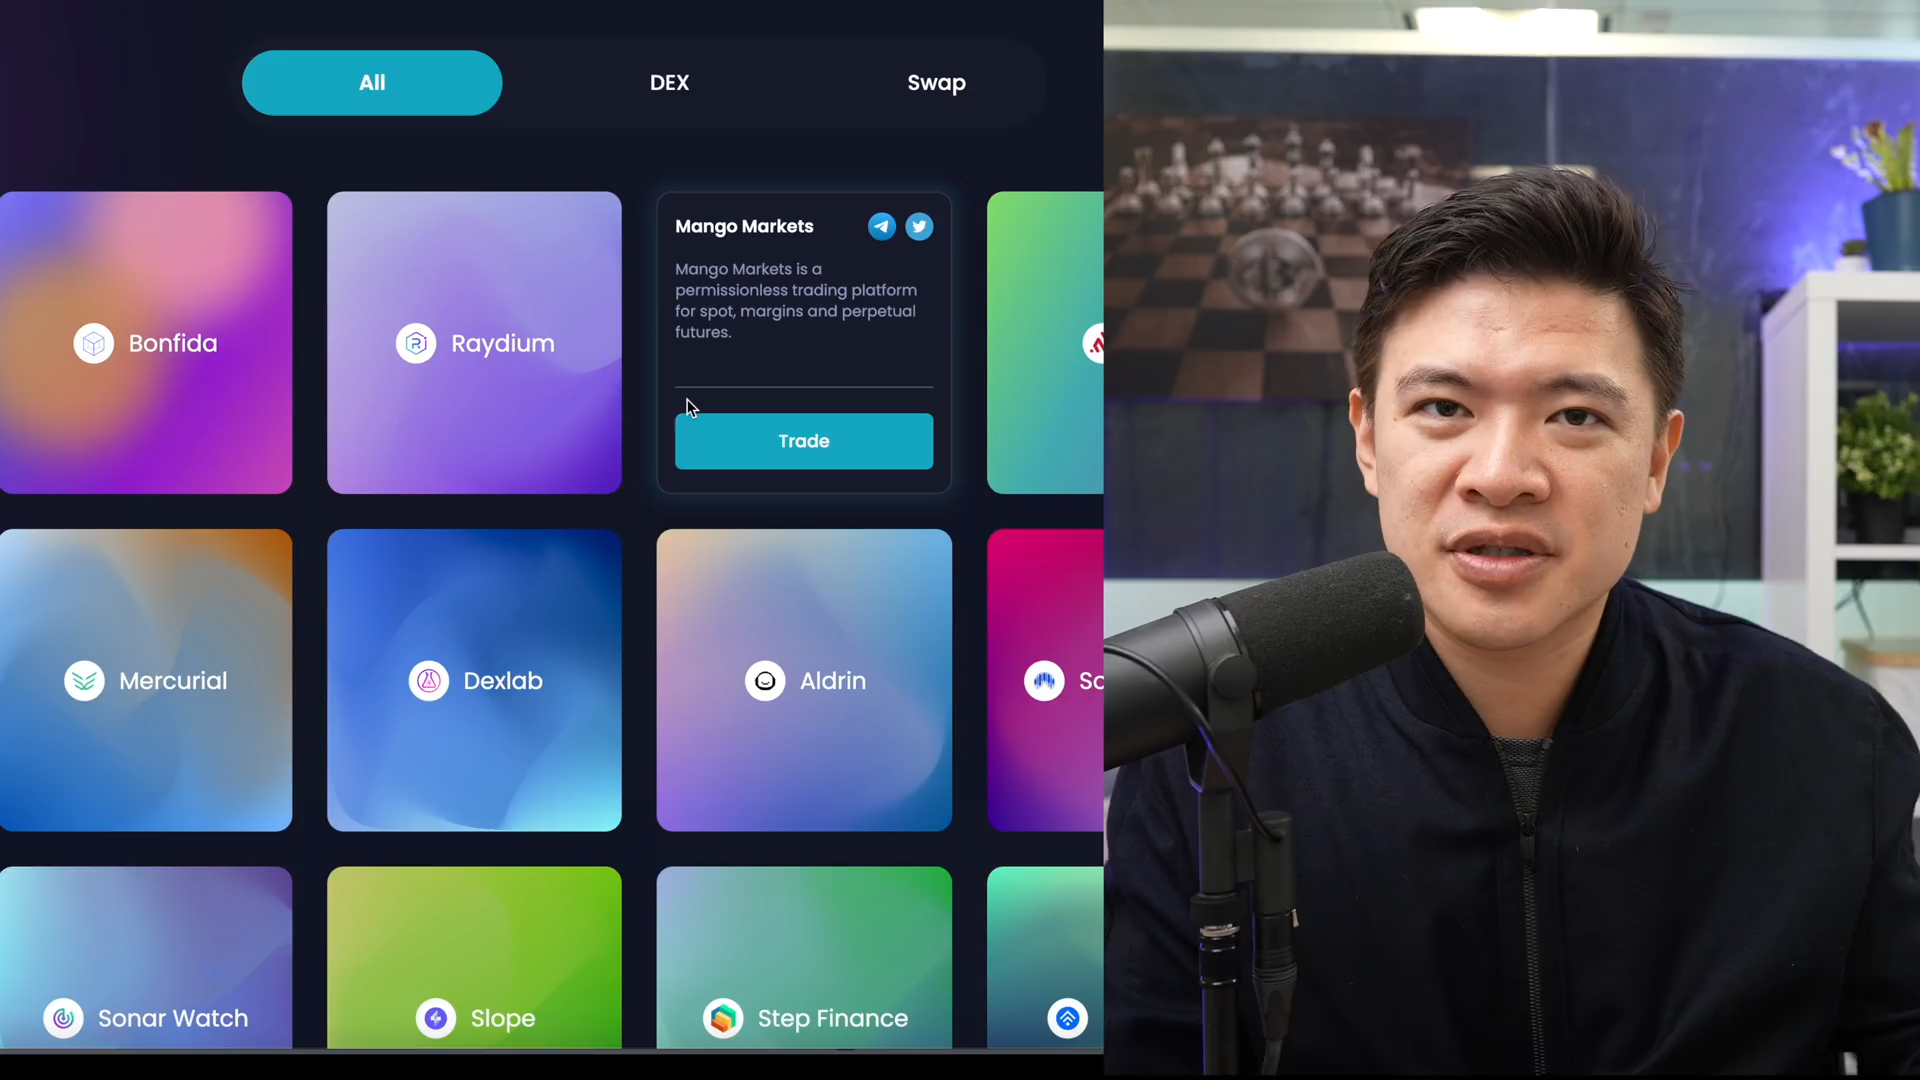 All
DEX
Swap
Bonfida
Raydium
Mango Markets
Mango Markets is a
permissionless trading platform
for spot, margins and perpetual
futures.
Trade
Mercurial
Dexlab
Aldrin
So
Sonar Watch
Slope
Step Finance